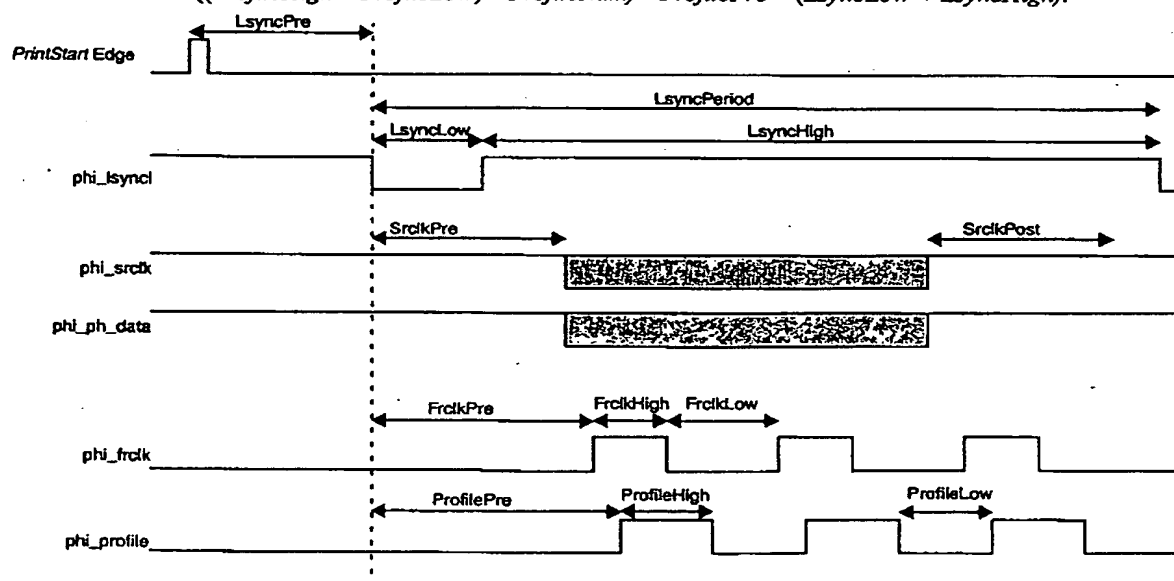 LsyncPre
PrintStart Edge
LsyncPeriod
LsyncLow LsyncHigh
phi_lsyncl
SrclkPre SrclkPost
phi_srclk
phi_ph_data
FrclkPre FrclkHigh FrclkLow
phi_frclk
ProfilePre ProfileHigh ProfileLow
phi_profile